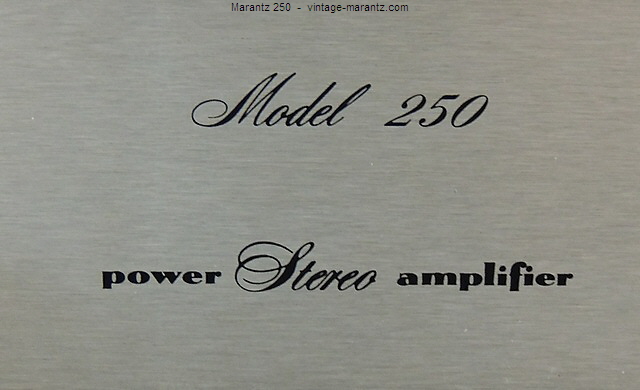 Marantz 250 - vintage-marantz.com
Model 250
power Stereo amplifier